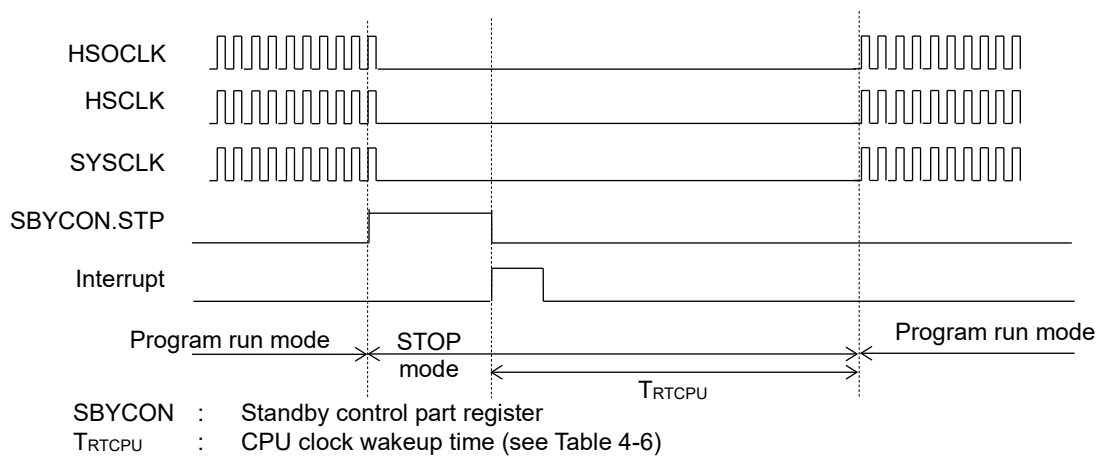 HSOCLK
HSCLK
SYSCLK
SBYCON.STP
Interrupt
Program run mode
STOP
mode
Program run mode
TRTCPU
SBYCON : Standby control part register
TRTCPU : CPU clock wakeup time (see Table 4-6)